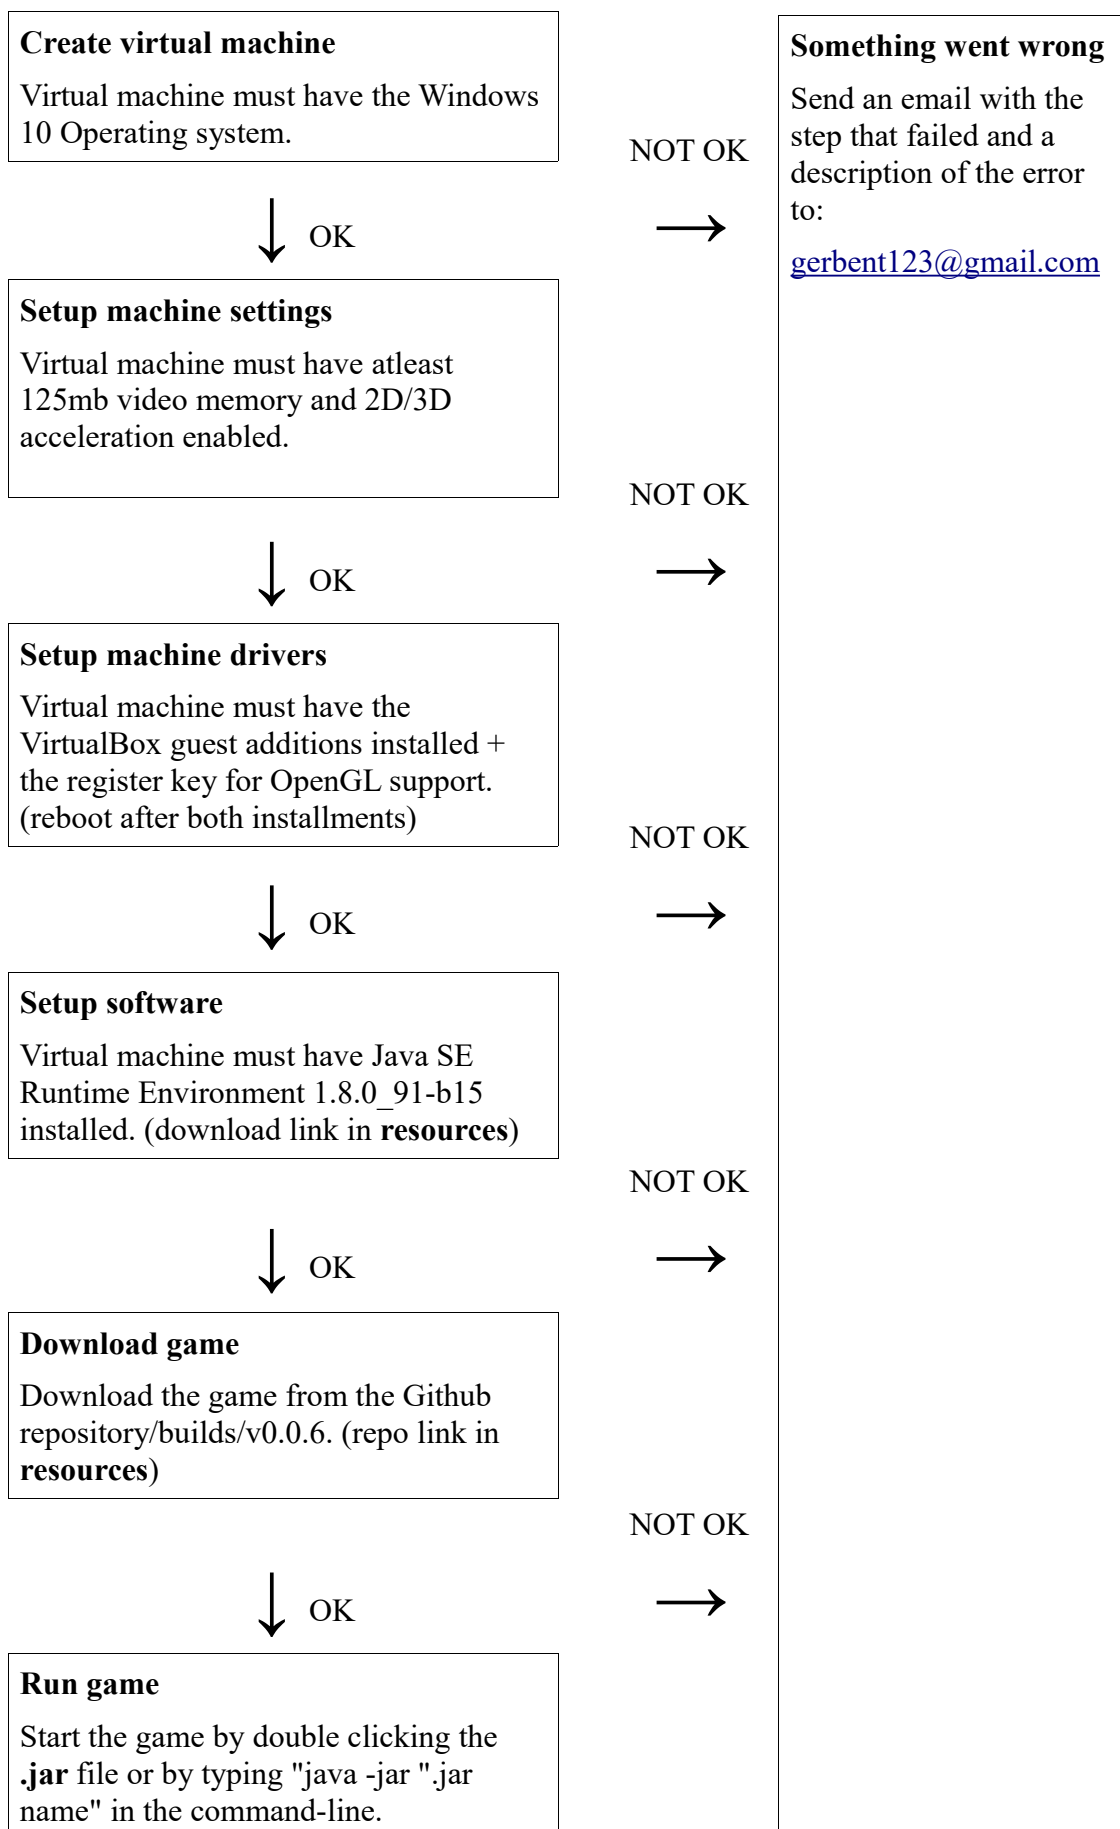 Create virtual machine
Virtual machine must have the Windows
10 Operating system.
NOT OK
OK
Something went wrong
Send an email with the
step that failed and a
description of the error
to:
gerbent123@gmail.com
Setup machine settings
Virtual machine must have atleast
125mb video memory and 2D/3D
acceleration enabled.
NOT OK
OK
Setup machine drivers
Virtual machine must have the
VirtualBox guest additions installed +
the register key for OpenGL support.
(reboot after both installments)
NOT OK
OK
Setup software
Virtual machine must have Java SE
Runtime Environment 1.8.0_91-b15
installed. (download link in resources)
NOT OK
OK
Download game
Download the game from the Github
repository/builds/v0.0.6. (repo link in
resources)
NOT OK
OK
Run game
Start the game by double clicking the
.jar file or by typing "java -jar ".jar
name" in the command-line.